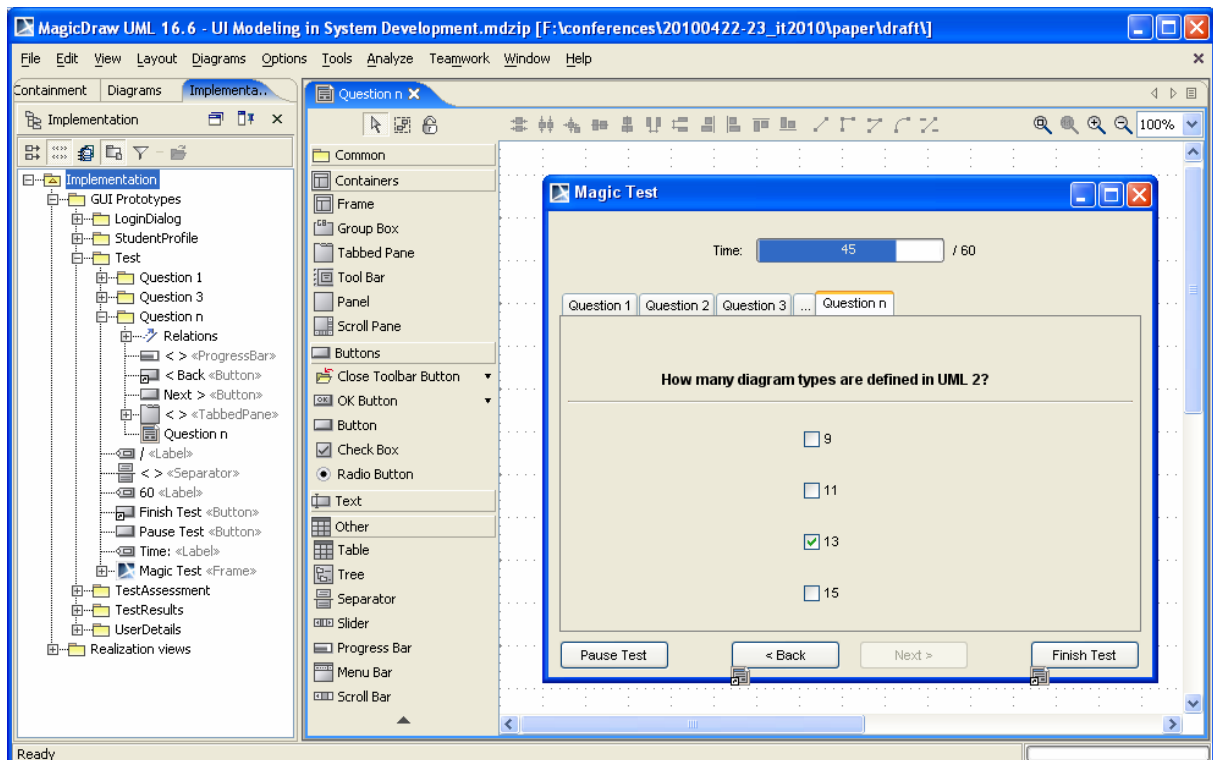 MagicDraw UML 16.6 - UI Modeling in System Development.mdzip [F:\conferences\20100422-23_it2010\paper\draft\]
File Edit View Layout Diagrams Options Tools Analyze Teamwork Window Help
Containment Diagrams Implementa..
Implementation
Implementation
GUI Prototypes
LoginDialog
StudentProfile
Test
Question 1
Question 3
Question n
Relations
< > «ProgressBar»
< Back «Button»
Next > «Button»
< > «TabbedPane»
Question n
/ «Label»
< > «Separator»
60 «Label»
Finish Test «Button»
Pause Test «Button»
Time: «Label»
Magic Test «Frame»
TestAssessment
TestResults
UserDetails
Realization views
Question n
100%
Common
Containers
Frame
Group Box
Tabbed Pane
Tool Bar
Panel
Scroll Pane
Buttons
Close Toolbar Button
OK Button
Button
Check Box
Radio Button
Text
Other
Table
Tree
Separator
Slider
Progress Bar
Menu Bar
Scroll Bar
Magic Test
Time: 45 / 60
Question 1 Question 2 Question 3 ... Question n
How many diagram types are defined in UML 2?
9
11
13
15
Pause Test < Back Next > Finish Test
Ready